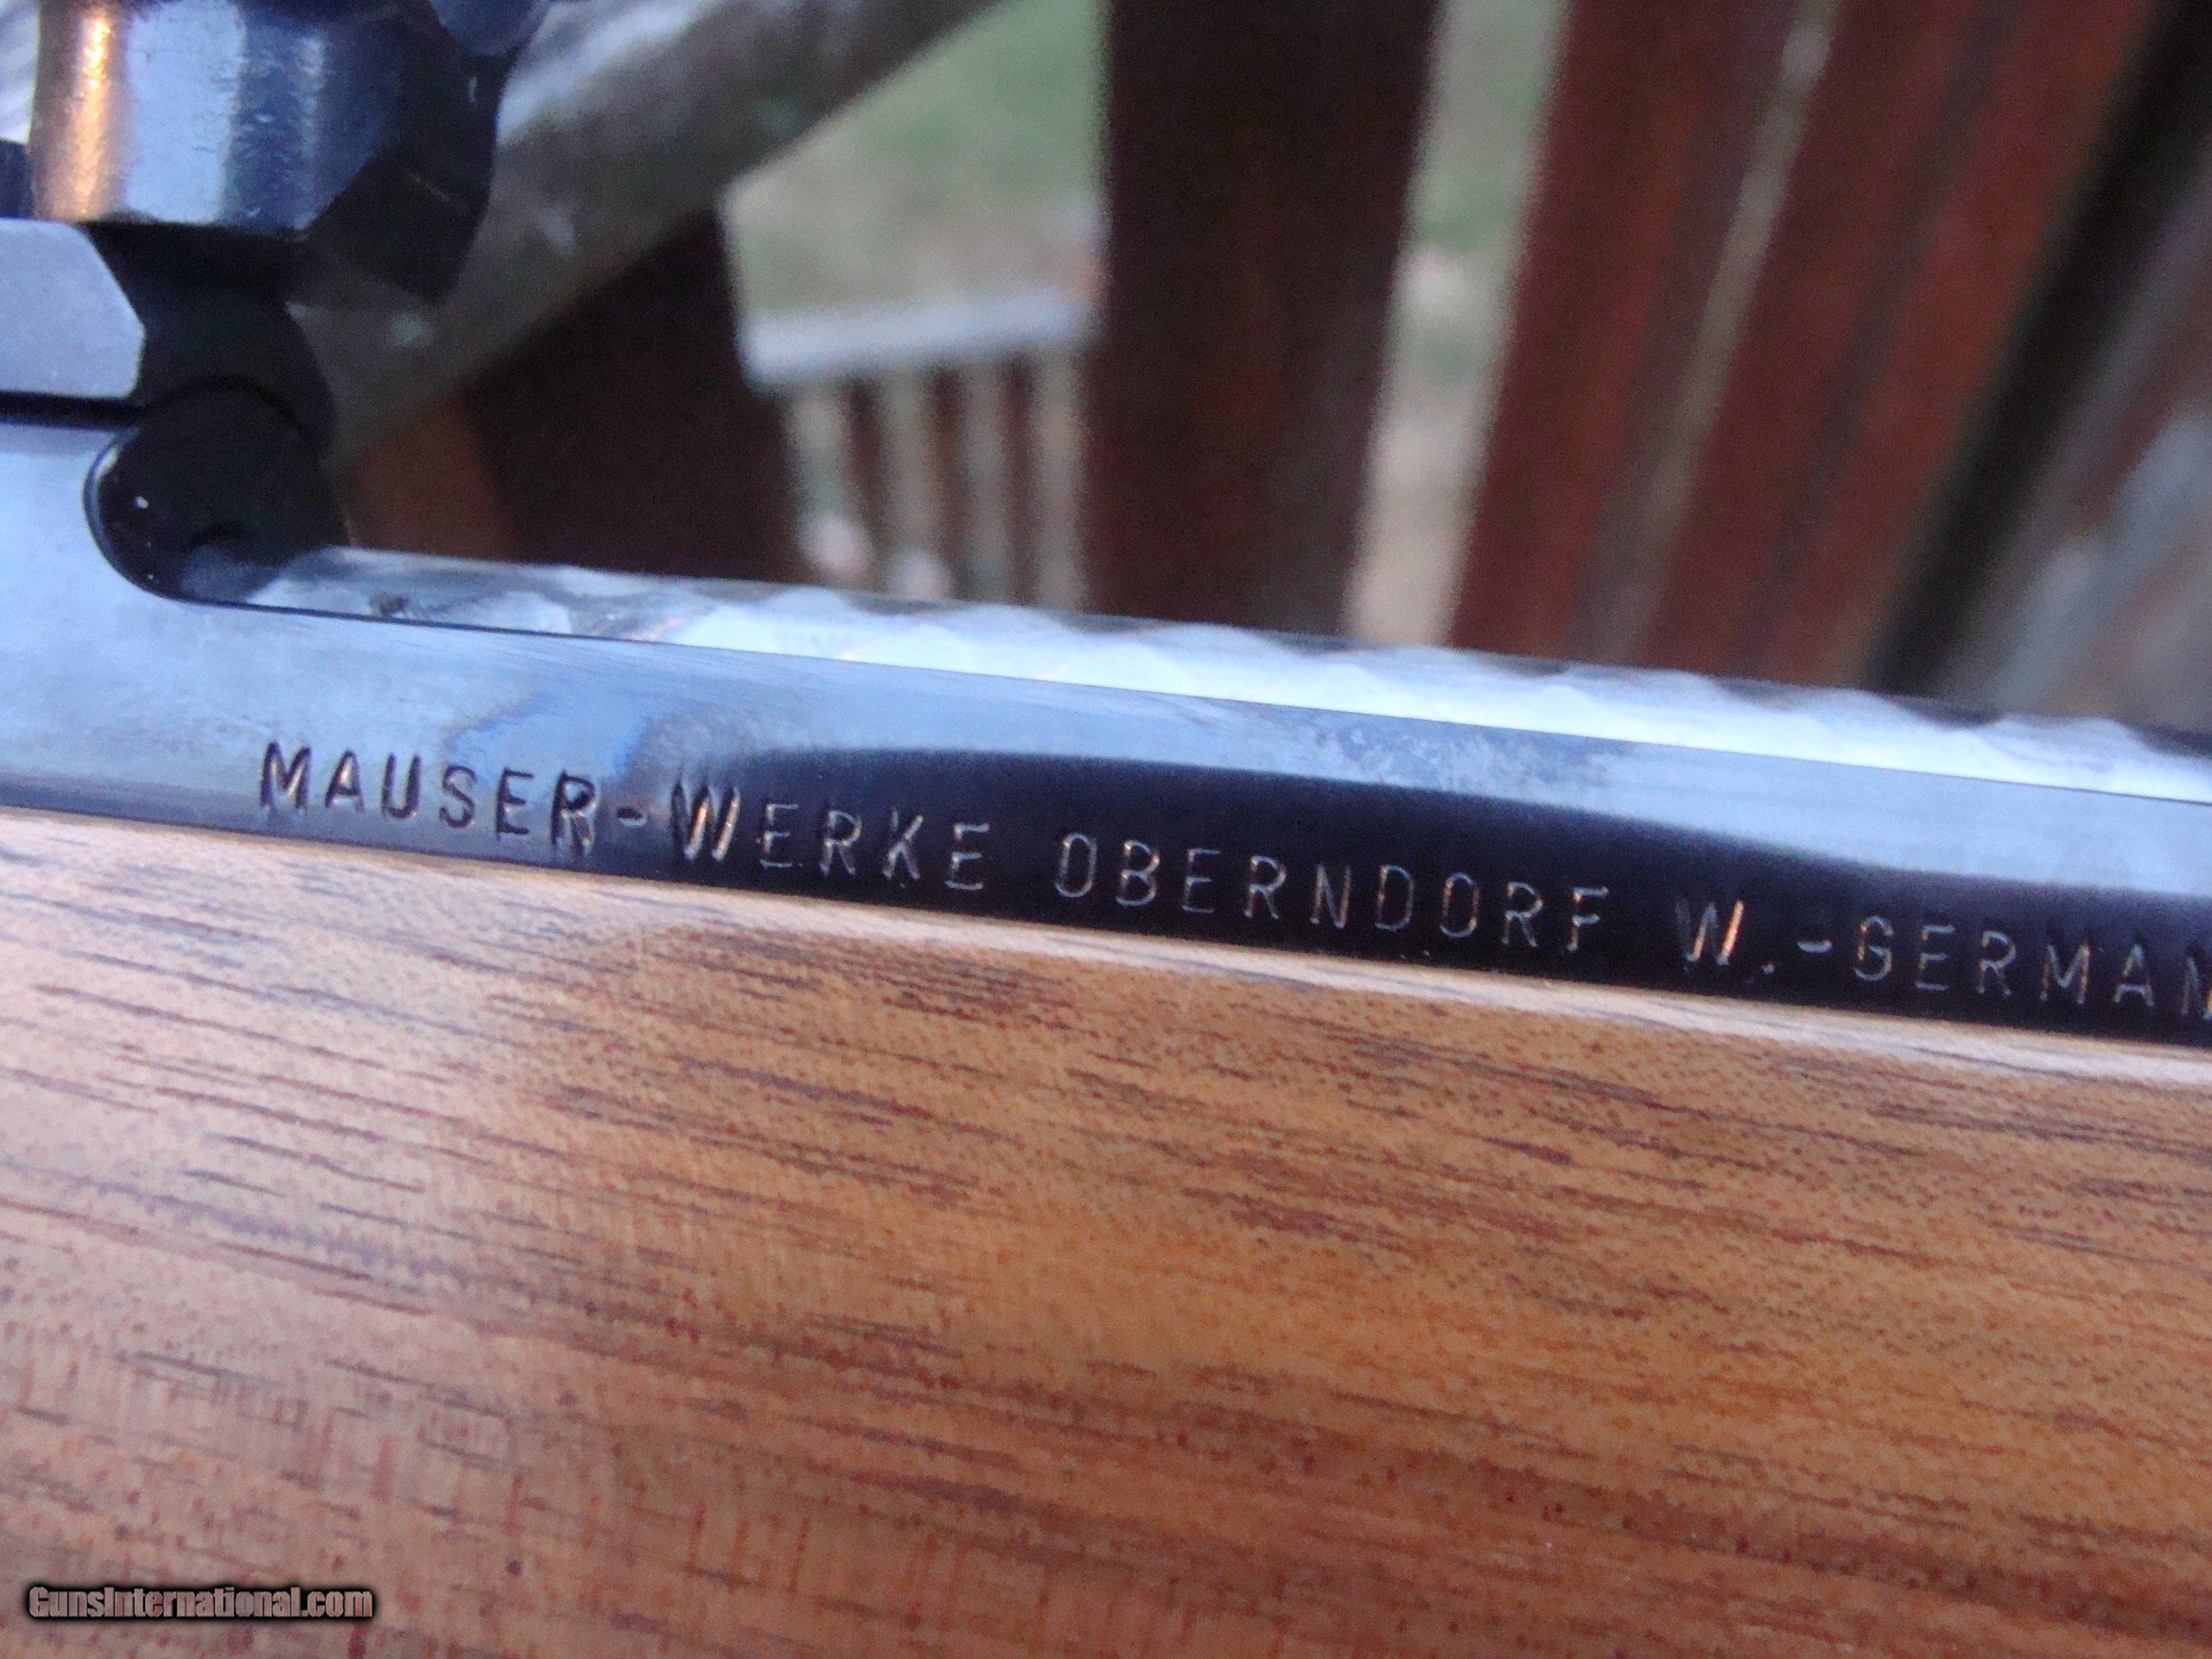 MAUSER-WERKE OBERNDORF W.-GERMAN
GunsInternational.com